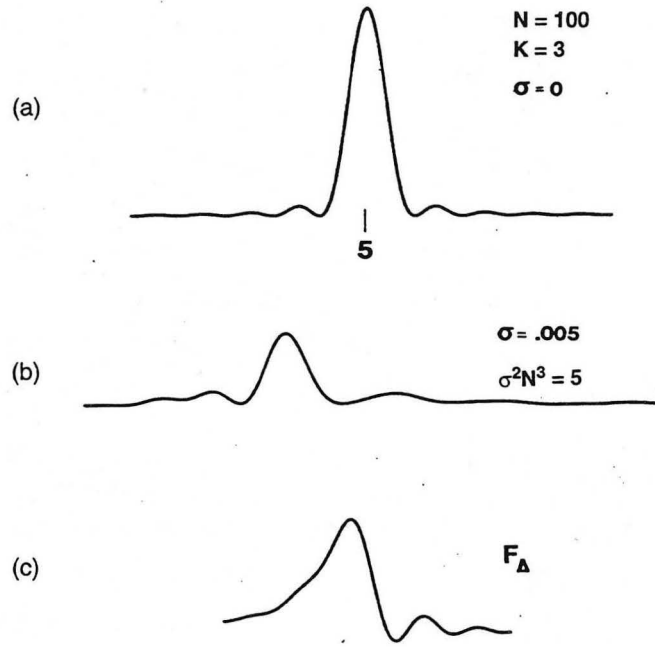 (a)
N = 100
K = 3
σ = 0
5
(b)
σ = .005
σ²N³ = 5
(c)
F_Δ